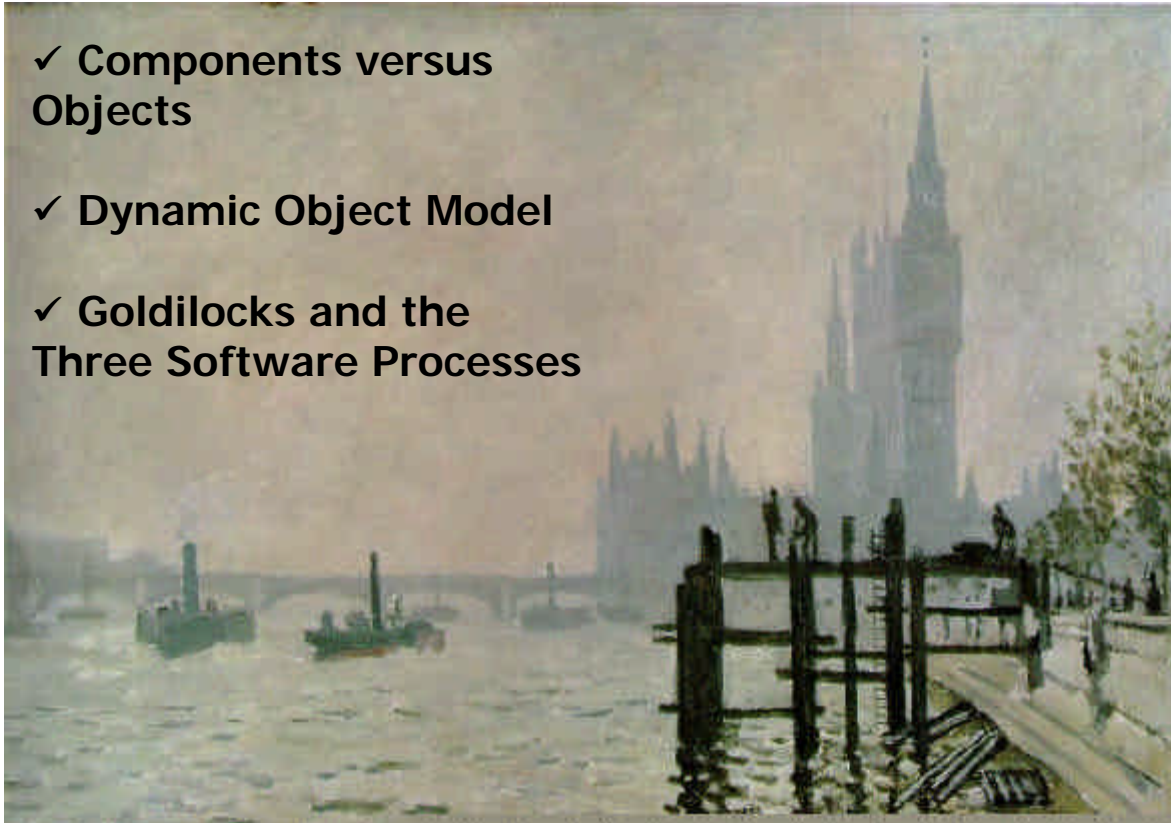 ✓ Components versus
Objects
✓ Dynamic Object Model
✓ Goldilocks and the
Three Software Processes